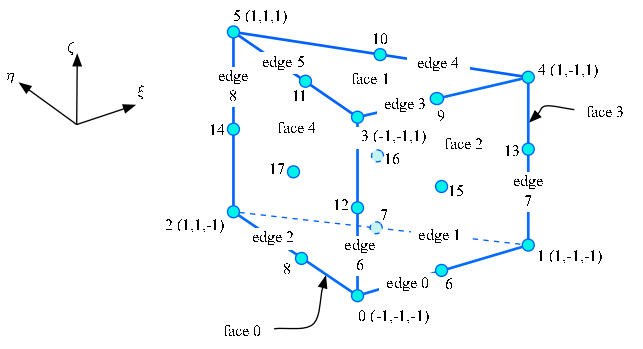 5 (1,1,1)
10
ζ
edge 5
edge 4
η
edge
8
face 1
4 (1,-1,1)
ξ
11
edge 3
9
face 3
14
face 4
3 (-1,-1,1)
face 2
16
13
17
15
edge
7
12
2 (1,1,-1)
7
edge 2
edge 1
edge
6
1 (1,-1,-1)
8
edge 0
6
0 (-1,-1,-1)
face 0